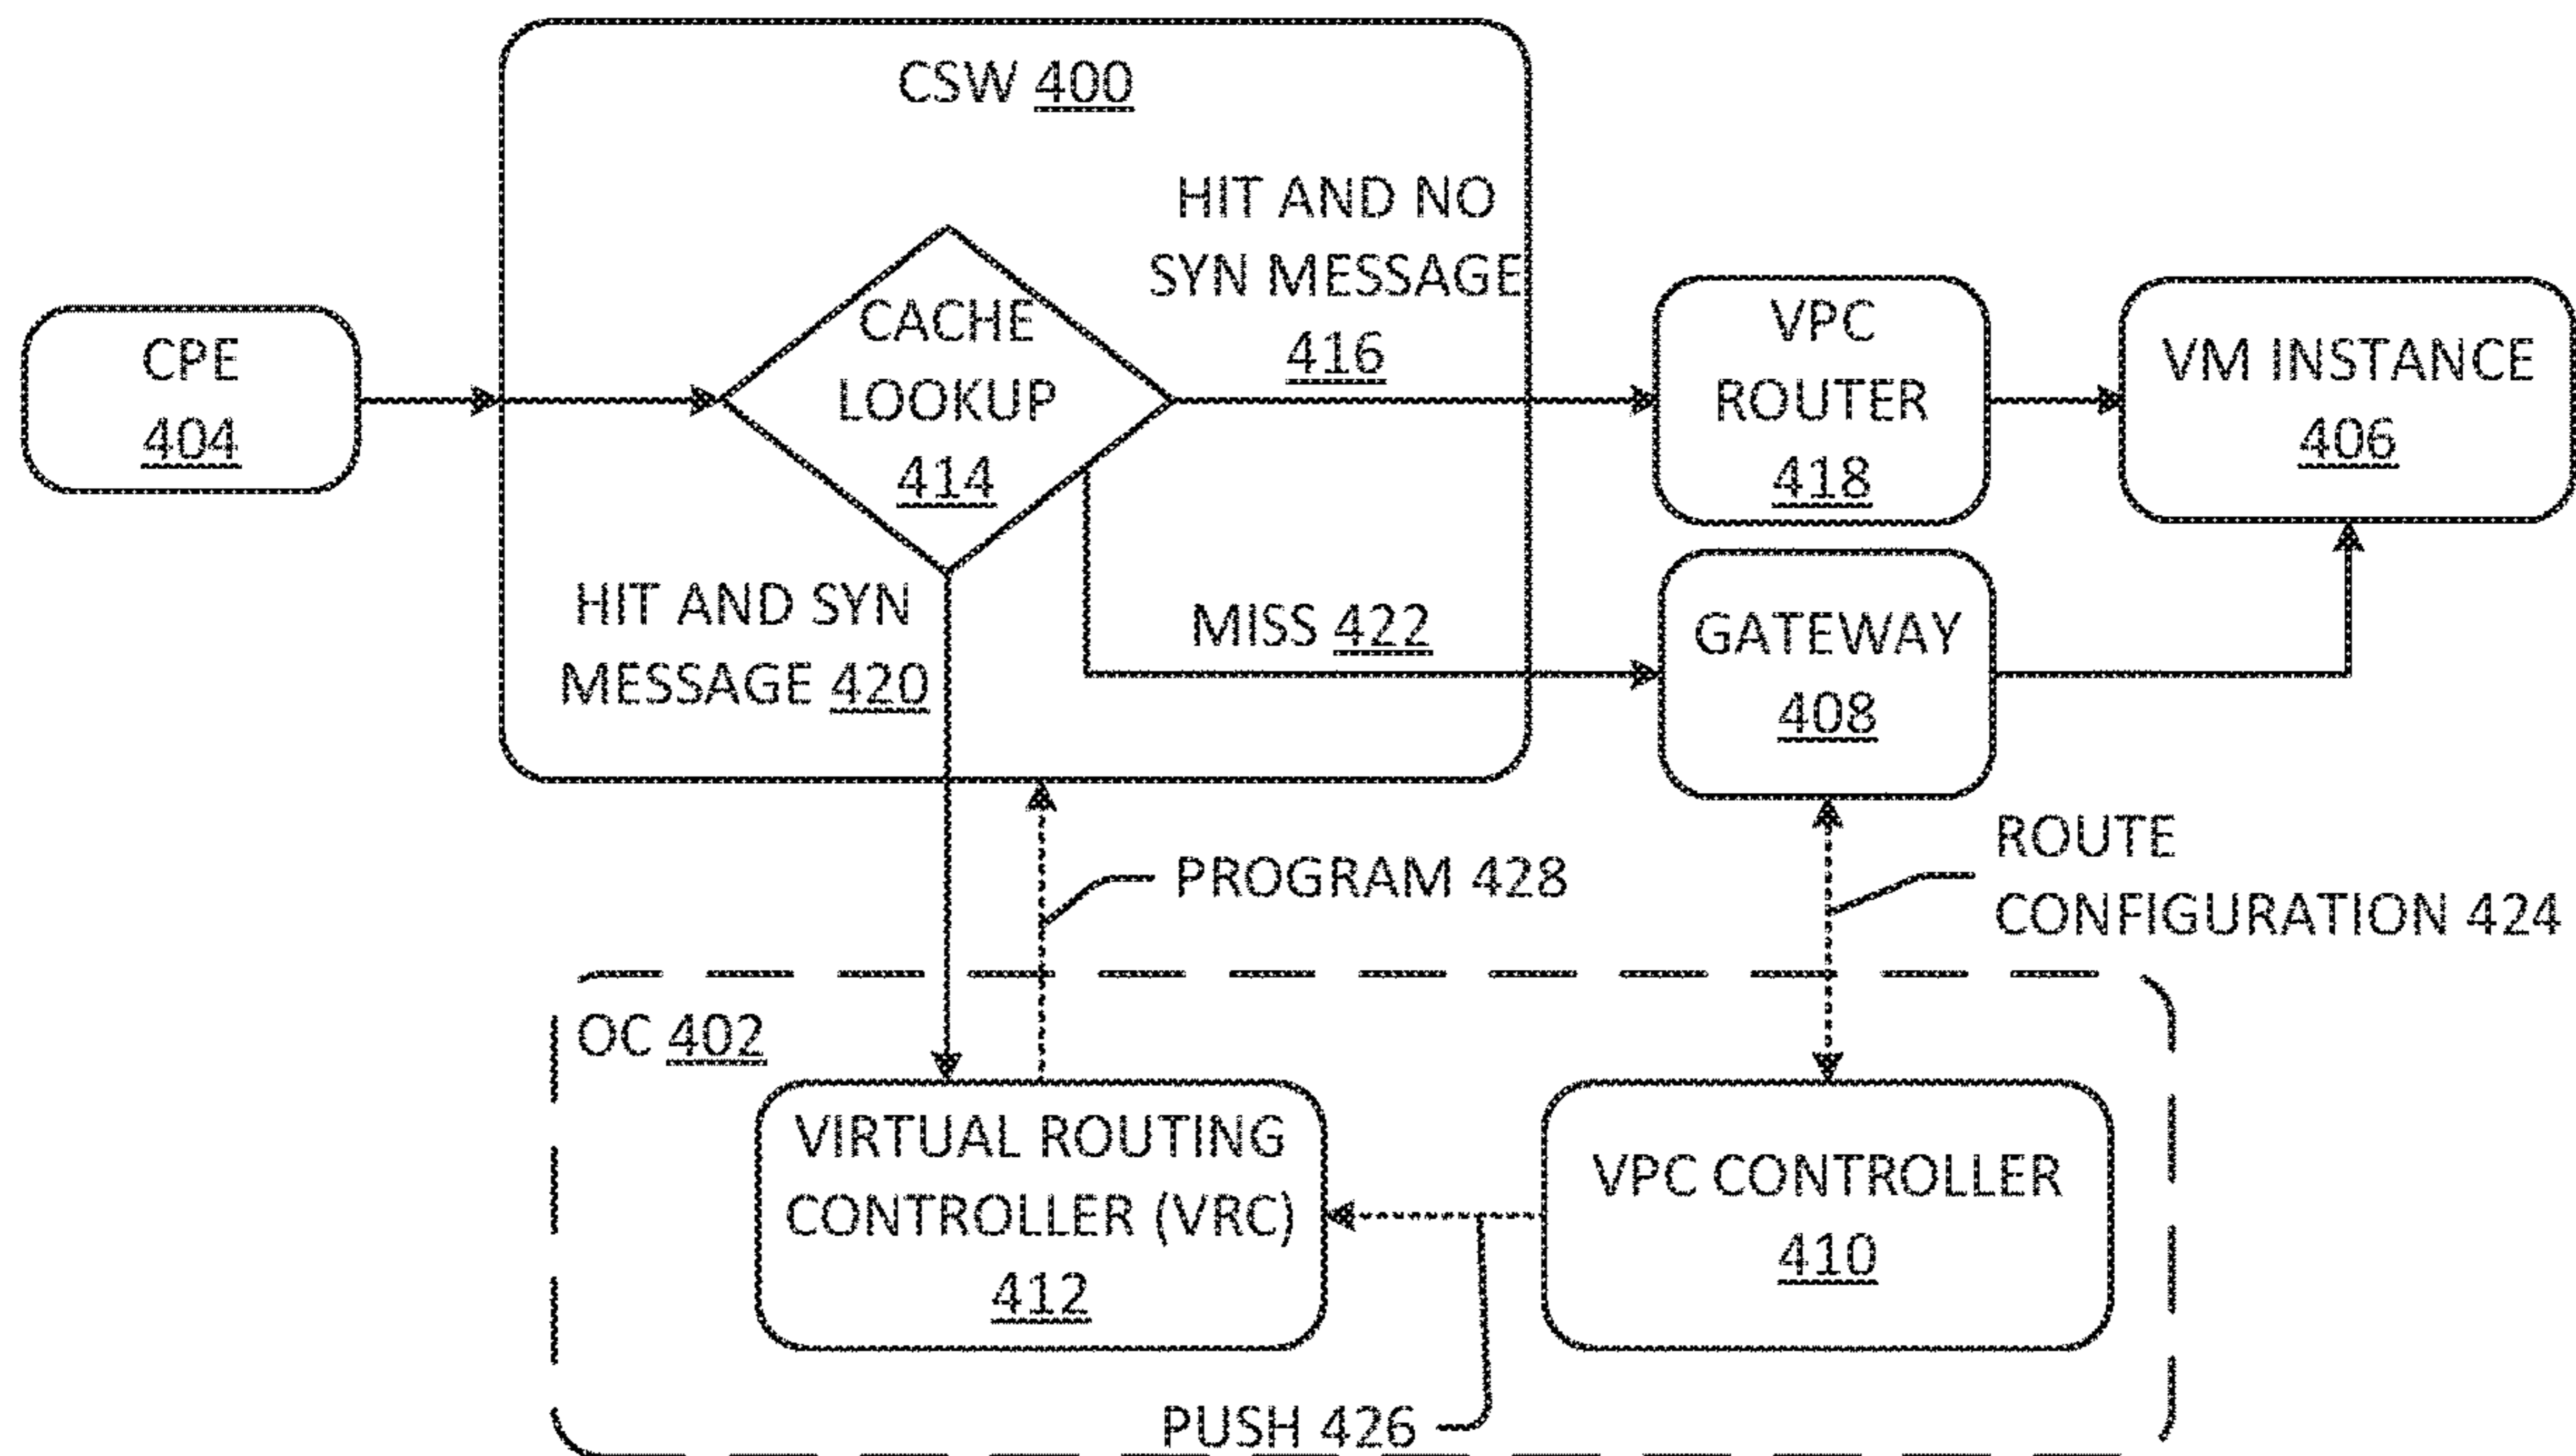 CSW 400
HIT AND NO
SYN MESSAGE
416
CPE
404
CACHE
LOOKUP
414
VPC
ROUTER
418
VM INSTANCE
406
HIT AND SYN
MESSAGE 420
MISS 422
GATEWAY
408
PROGRAM 428
ROUTE
CONFIGURATION 424
OC 402
VIRTUAL ROUTING
CONTROLLER (VRC)
412
VPC CONTROLLER
410
PUSH 426